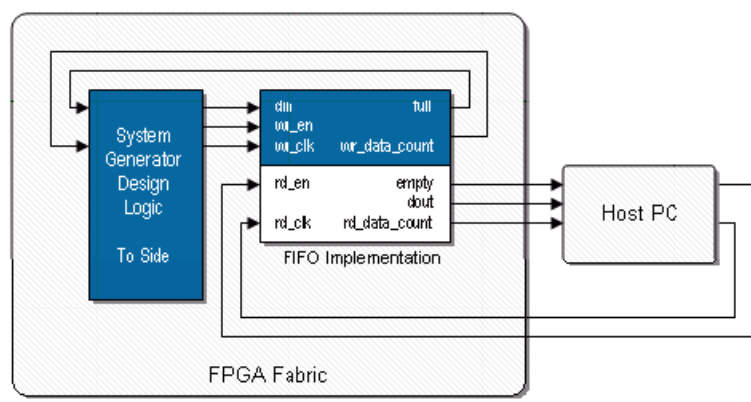 System
Generator
Design
Logic
To Side
din full
wr_en
wr_clk wr_data_count
rd_en empty
dout
rd_clk rd_data_count
FIFO Implementation
Host PC
FPGA Fabric